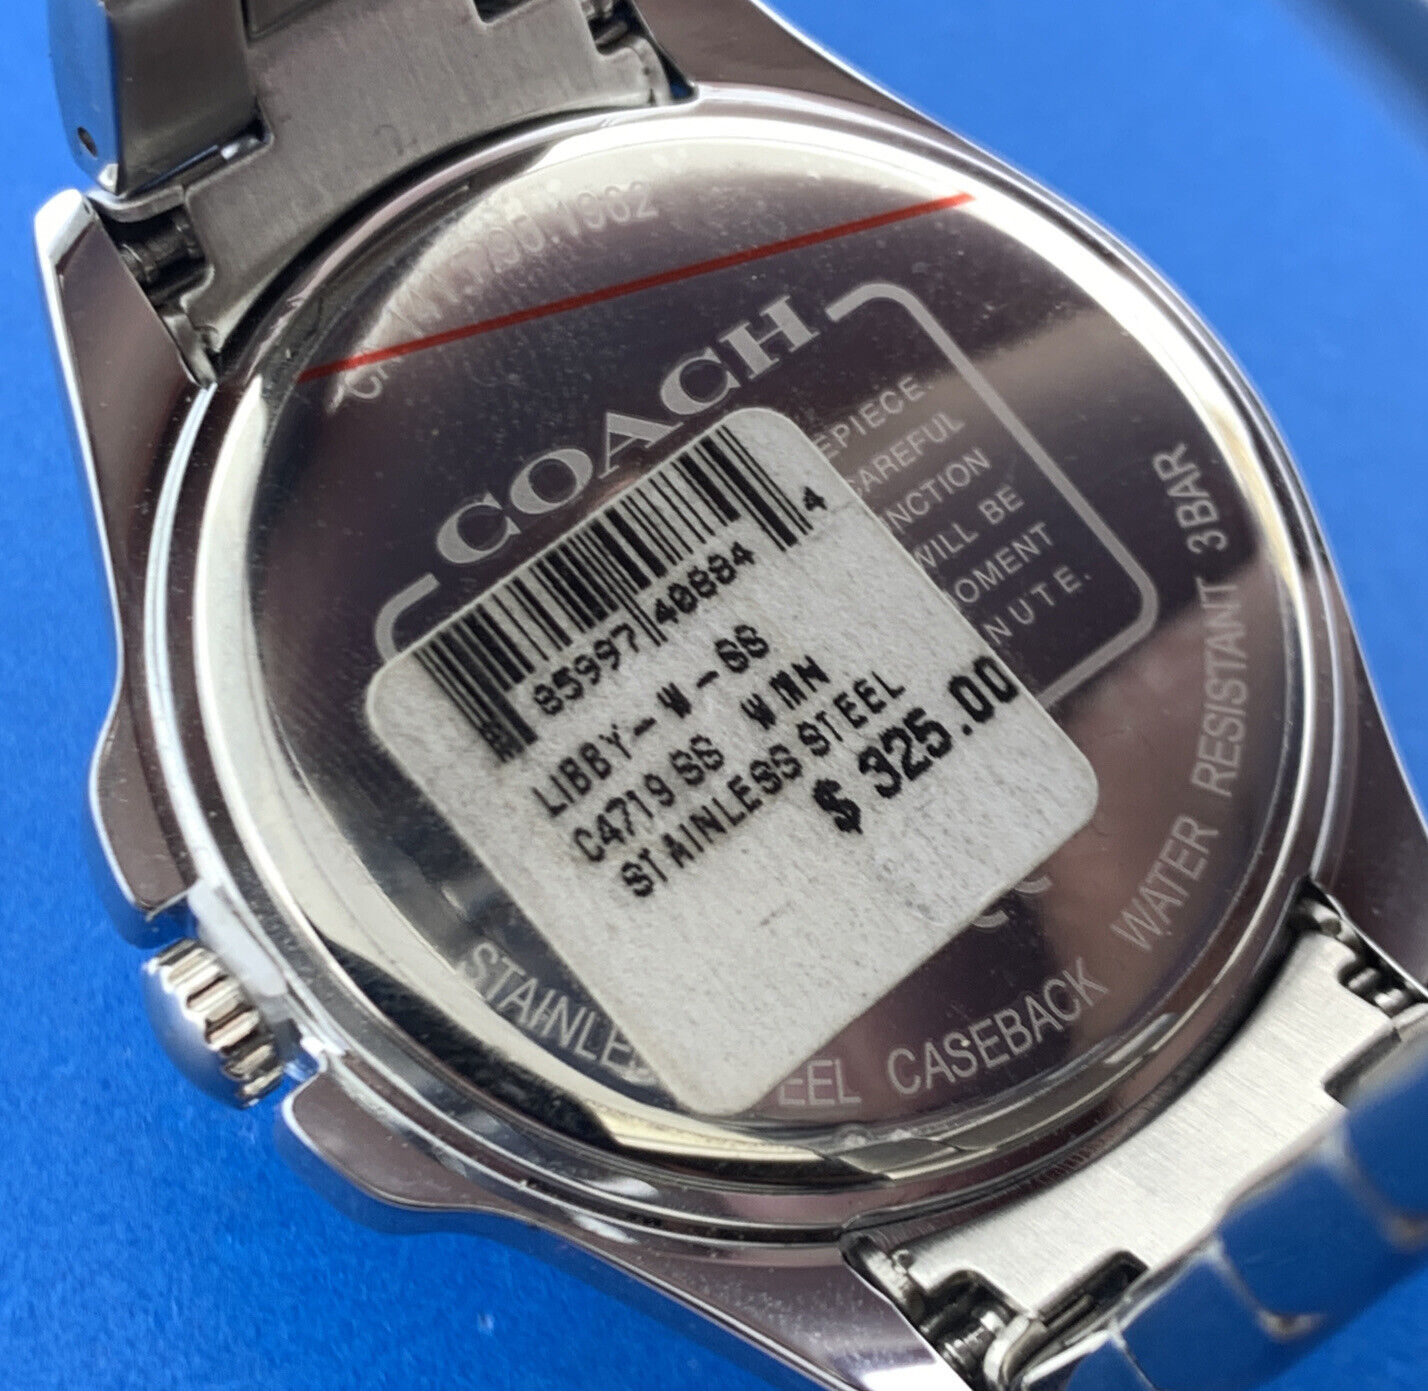 COACH
EPIECE.
CAREFUL
NCTION
WILL BE
OMENT
NUTE.
85997 40884 4
LIBBY-W-SS
C4719 SS WMN
STAINLESS STEEL
$ 325.00
WATER RESISTANT 3BAR
STAINLE EEL CASEBACK